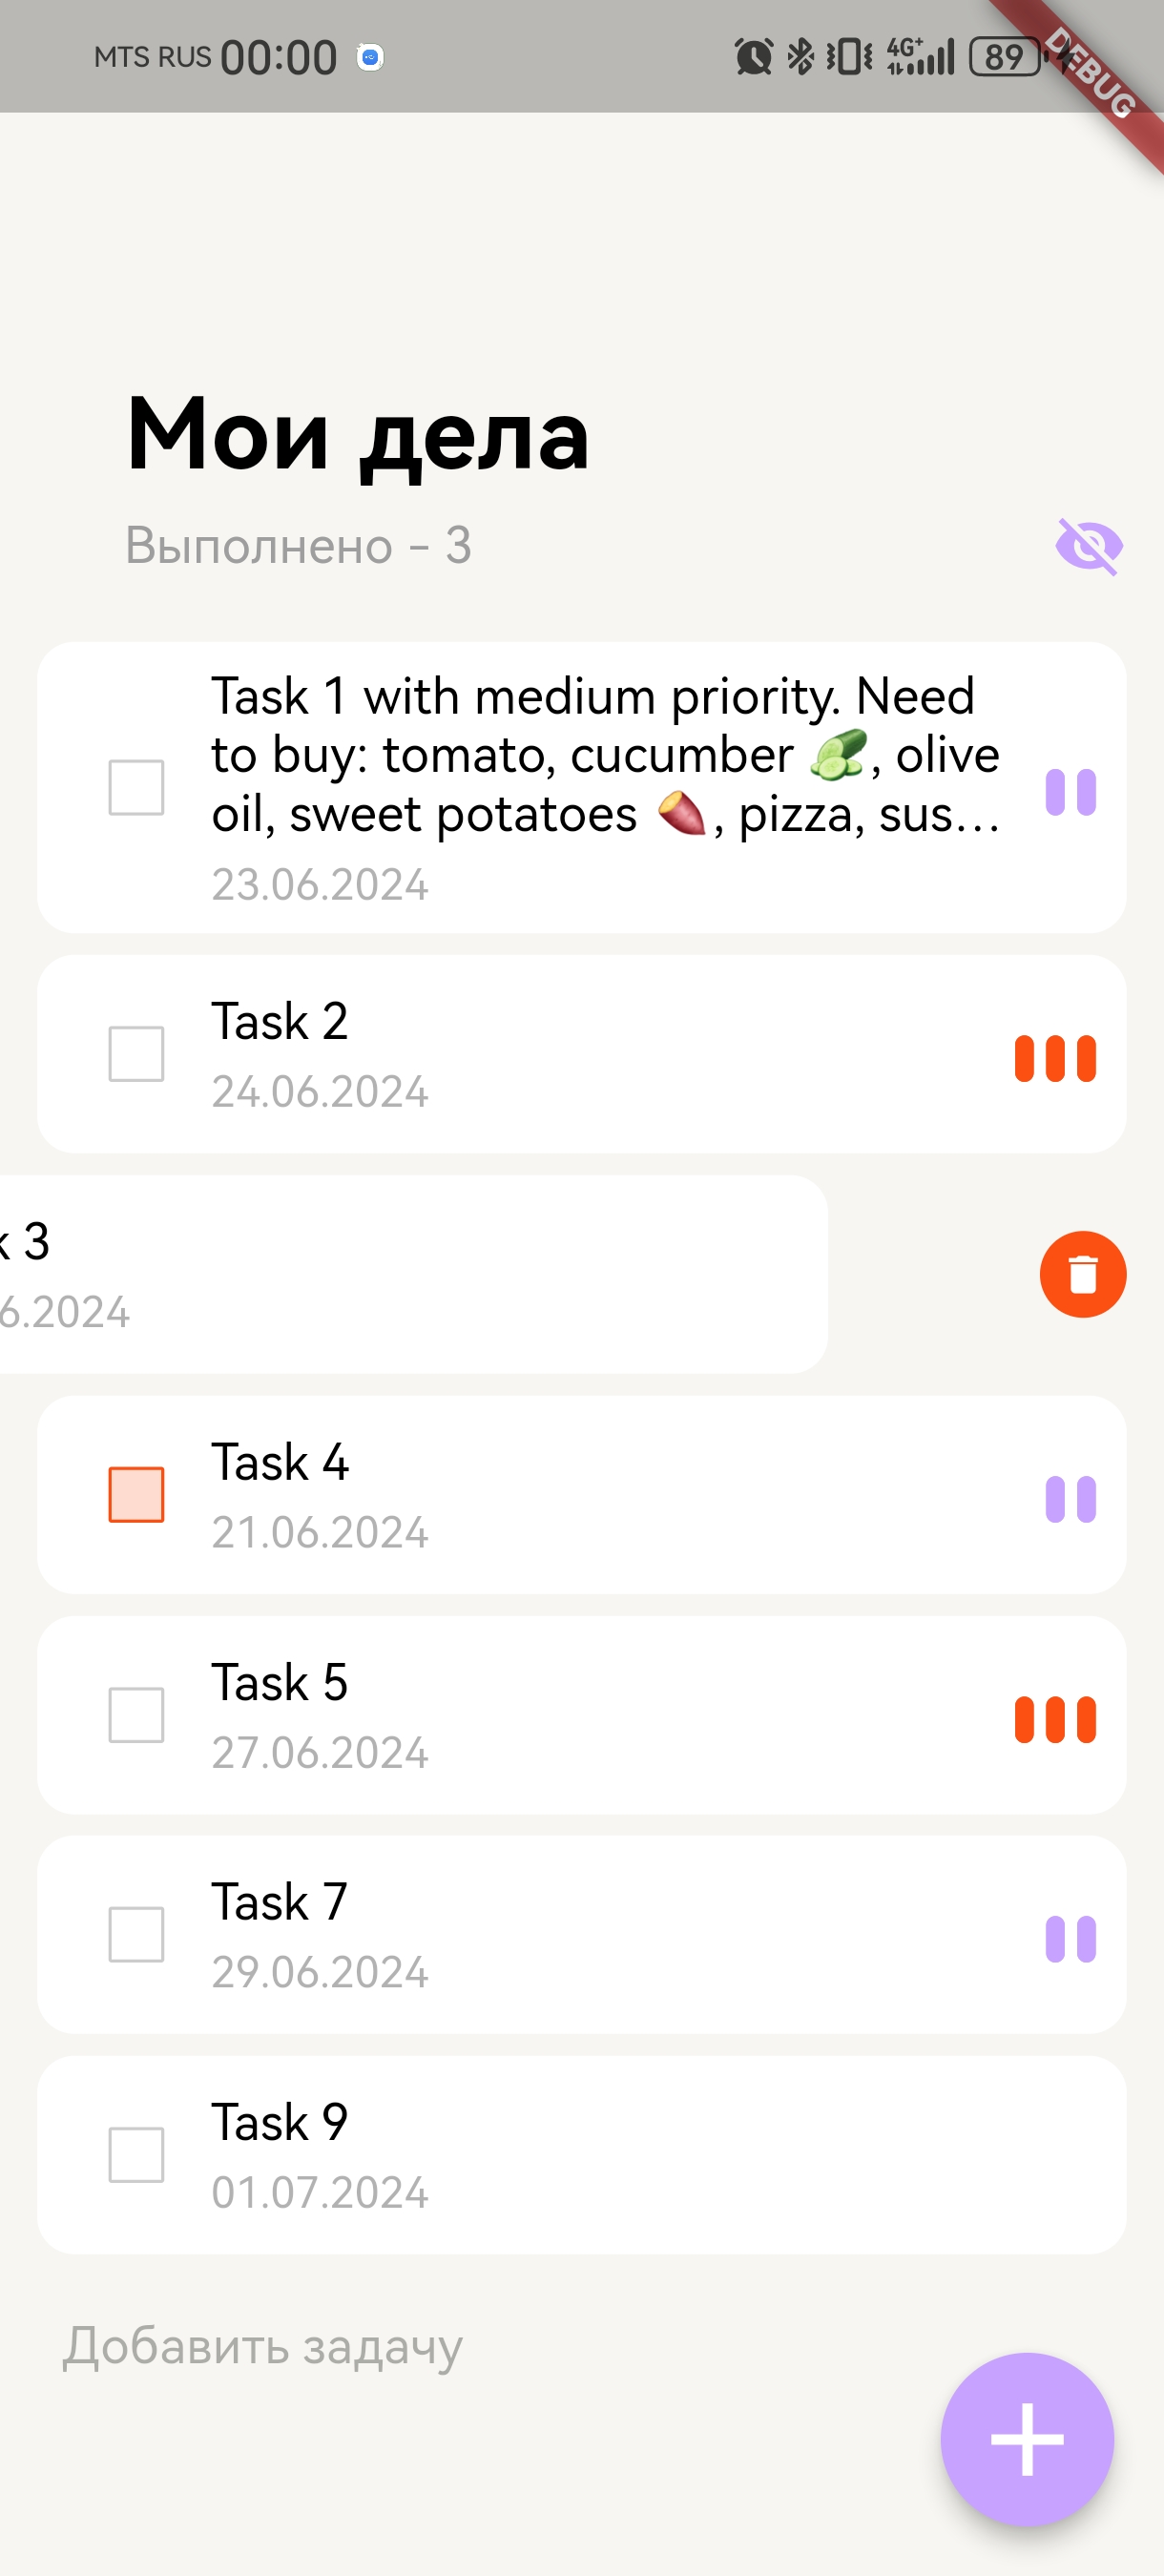 MTS RUS 00:00 4G+ 89
DEBUG
Мои дела
Выполнено - 3
Task 1 with medium priority. Need
to buy: tomato, cucumber 🥒, olive
oil, sweet potatoes 🍠, pizza, sus...
23.06.2024
Task 2
24.06.2024
k 3
6.2024
Task 4
21.06.2024
Task 5
27.06.2024
Task 7
29.06.2024
Task 9
01.07.2024
Добавить задачу